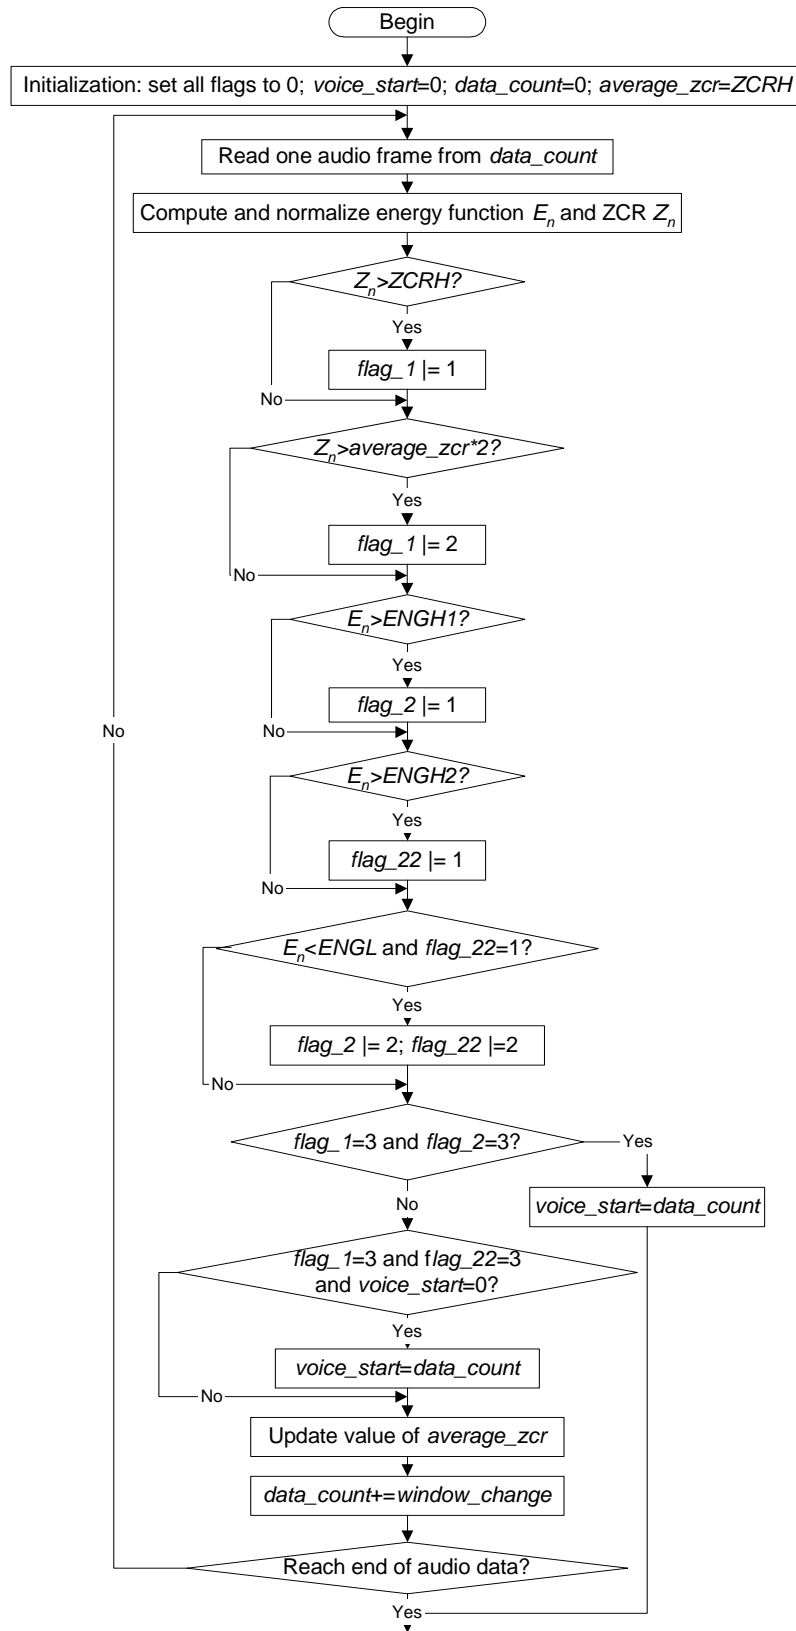 Begin
Initialization: set all flags to 0; voice_start=0; data_count=0; average_zcr=ZCRH
Read one audio frame from data_count
Compute and normalize energy function Eₙ and ZCR Zₙ
Zₙ>ZCRH?
Yes
flag_1 |= 1
No
Zₙ>average_zcr*2?
Yes
flag_1 |= 2
No
Eₙ>ENGH1?
Yes
flag_2 |= 1
No
No
Eₙ>ENGH2?
Yes
flag_22 |= 1
No
Eₙ<ENGL and flag_22=1?
Yes
flag_2 |= 2; flag_22 |=2
No
flag_1=3 and flag_2=3?
Yes
voice_start=data_count
No
flag_1=3 and flag_22=3
and voice_start=0?
Yes
voice_start=data_count
No
Update value of average_zcr
data_count+=window_change
Reach end of audio data?
Yes